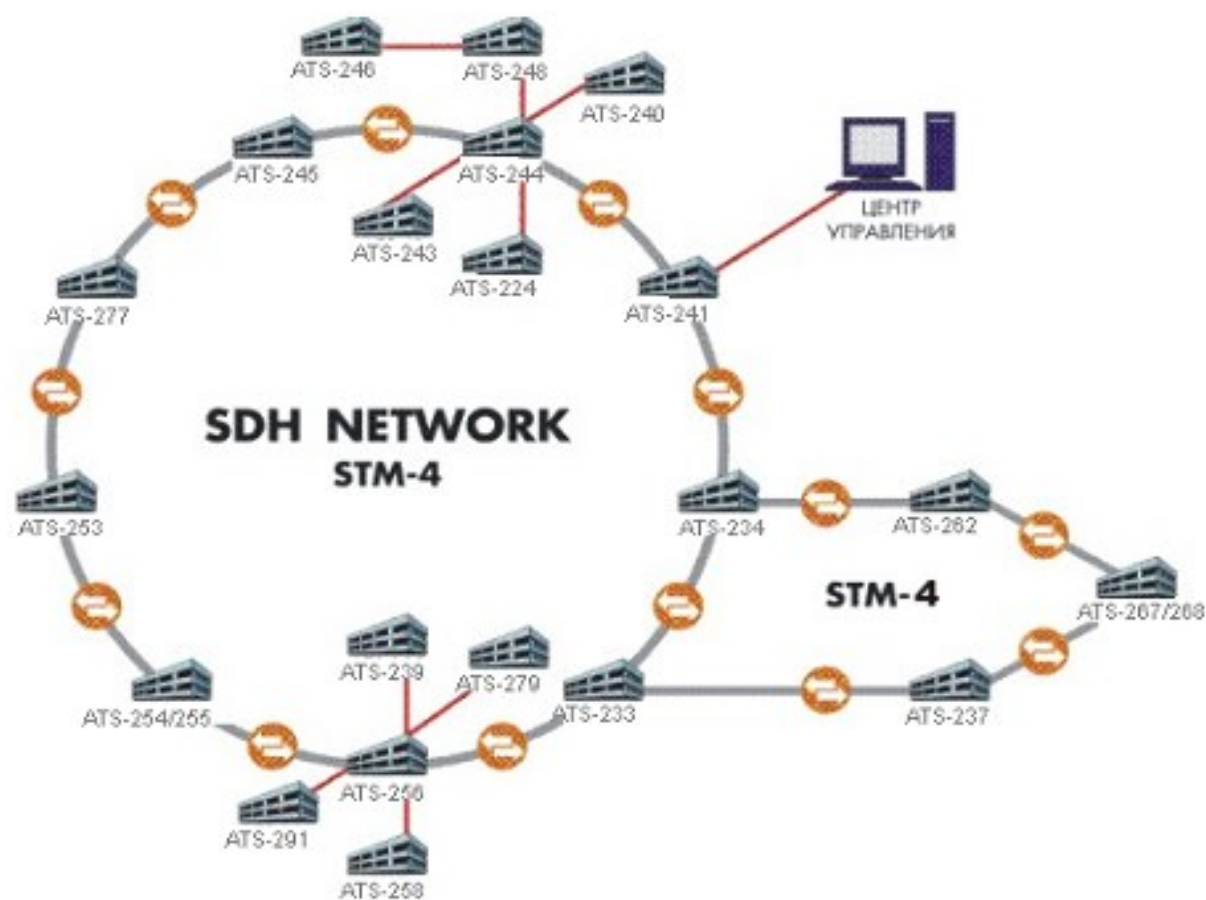 ATS-246
ATS-248
ATS-240
ATS-245
ATS-244
ЦЕНТР
УПРАВЛЕНИЯ
ATS-243
ATS-224
ATS-277
ATS-241
SDH NETWORK
STM-4
ATS-253
ATS-234
ATS-262
STM-4
ATS-267/268
ATS-239
ATS-279
ATS-254/255
ATS-233
ATS-237
ATS-256
ATS-291
ATS-258